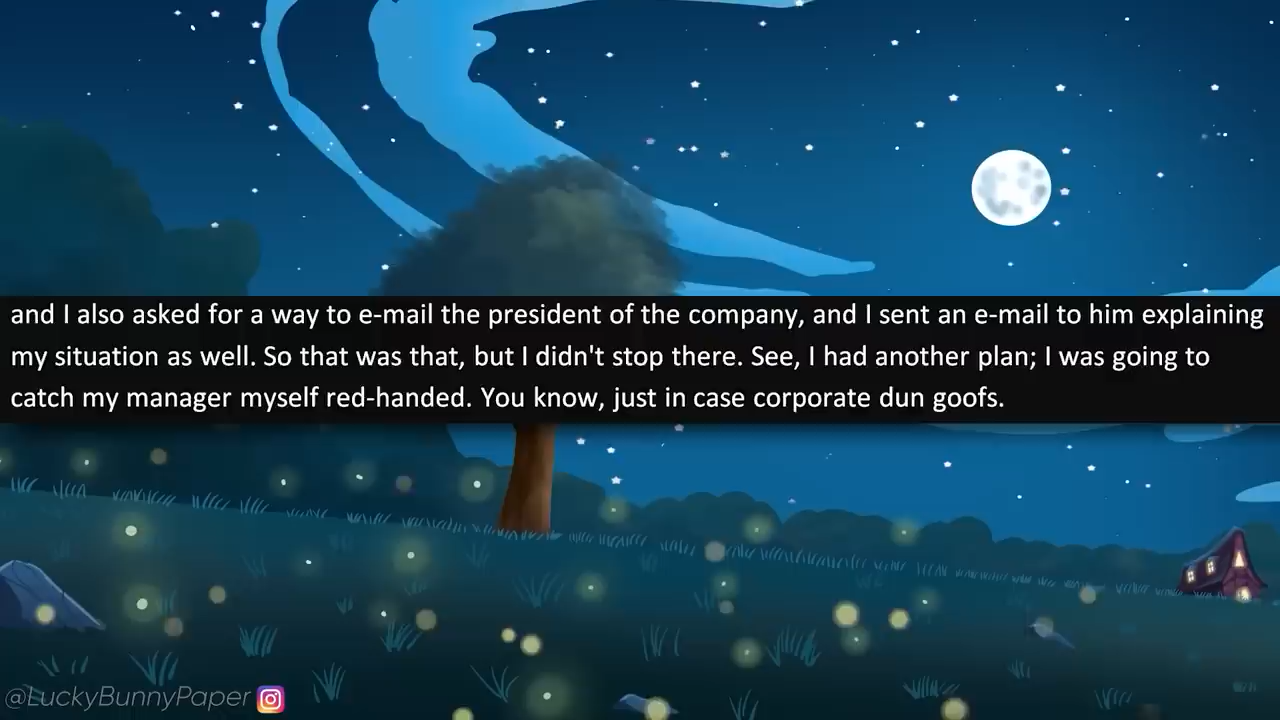 and I also asked for a way to e-mail the president of the company, and I sent an e-mail to him explaining
my situation as well. So that was that, but I didn't stop there. See, I had another plan; I was going to
catch my manager myself red-handed. You know, just in case corporate dun goofs.
@LuckyBunnyPaper